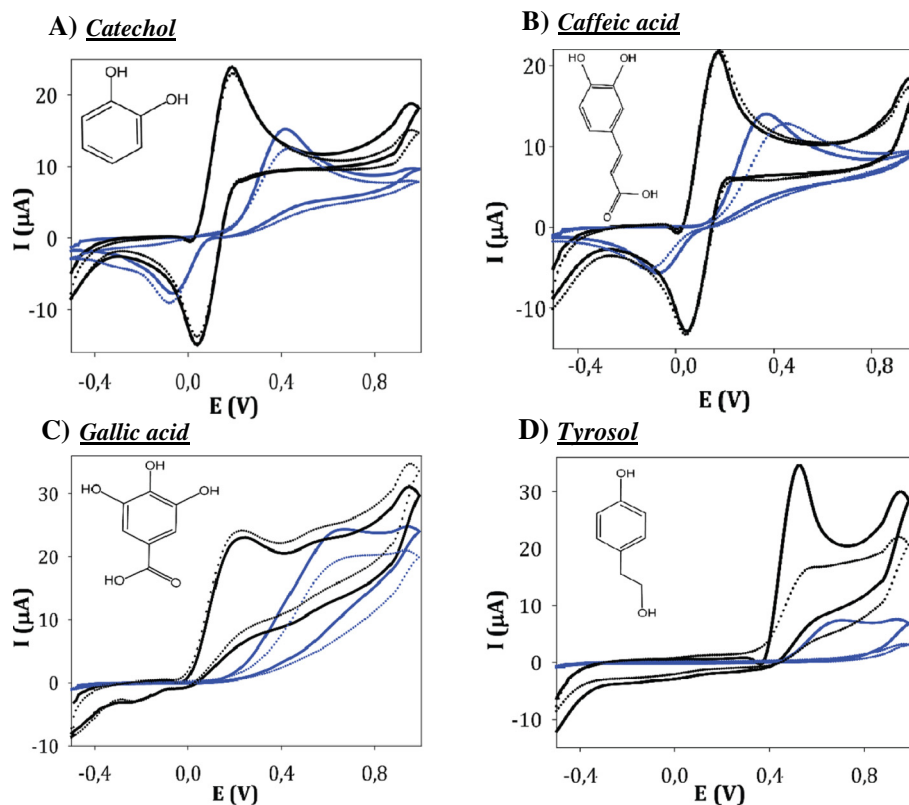 A) Catechol
OH
OH
20
10
0
-10
I (µA)
-0,4
0,0
0,4
0,8
E (V)
B) Caffeic acid
OH
HO
OH
O
20
10
0
-10
I (µA)
-0,4
0,0
0,4
0,8
E (V)
C) Gallic acid
OH
HO
OH
HO
O
30
20
10
0
-10
I (µA)
0,0
0,4
0,8
E (V)
D) Tyrosol
OH
OH
30
20
10
0
-10
I (µA)
-0,4
0,0
0,4
0,8
E (V)